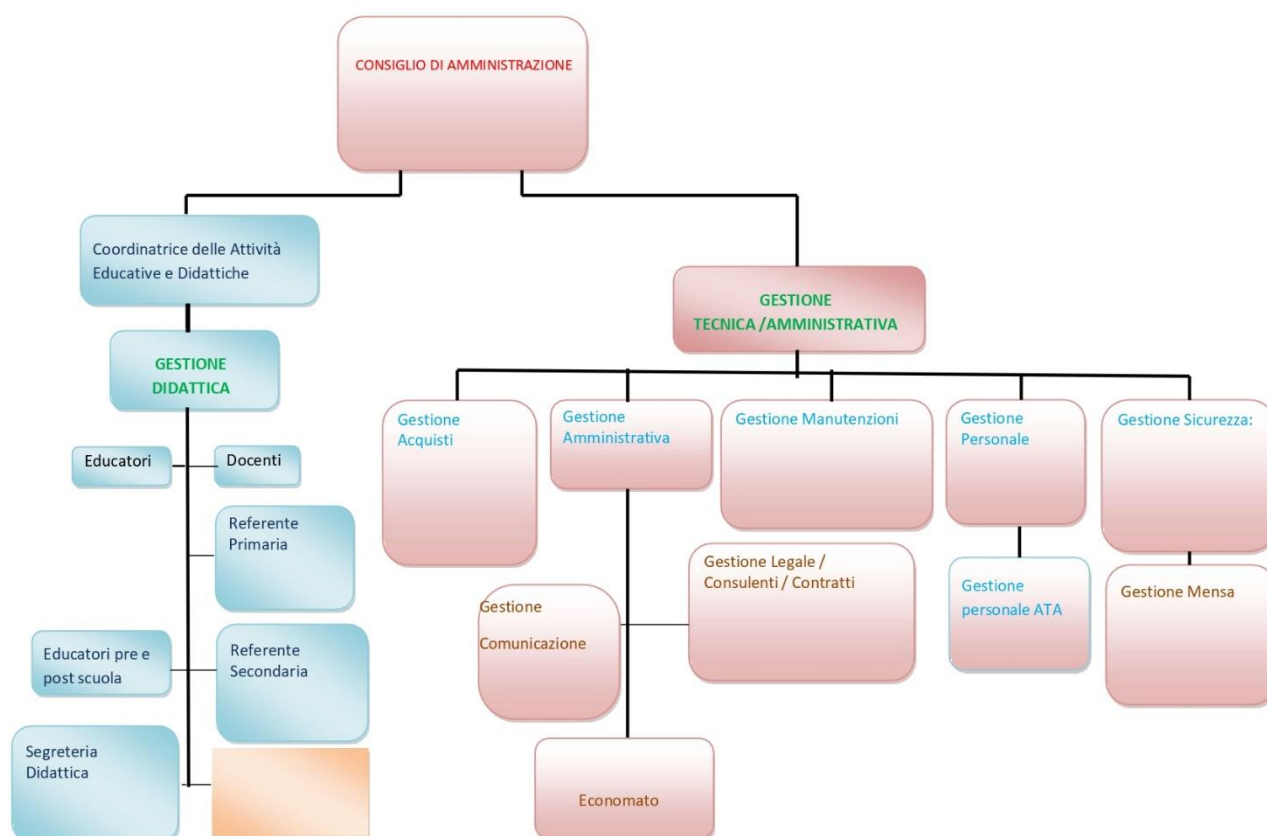 CONSIGLIO DI AMMINISTRAZIONE
Coordinatrice delle Attività
Educative e Didattiche
GESTIONE
DIDATTICA
Educatori
Docenti
Referente
Primaria
Educatori pre e
post scuola
Referente
Secondaria
Segreteria
Didattica
GESTIONE
TECNICA /AMMINISTRATIVA
Gestione
Acquisti
Gestione
Amministrativa
Gestione Manutenzioni
Gestione
Personale
Gestione Sicurezza:
Gestione Legale /
Consulenti / Contratti
Gestione
Comunicazione
Gestione
personale ATA
Gestione Mensa
Economato